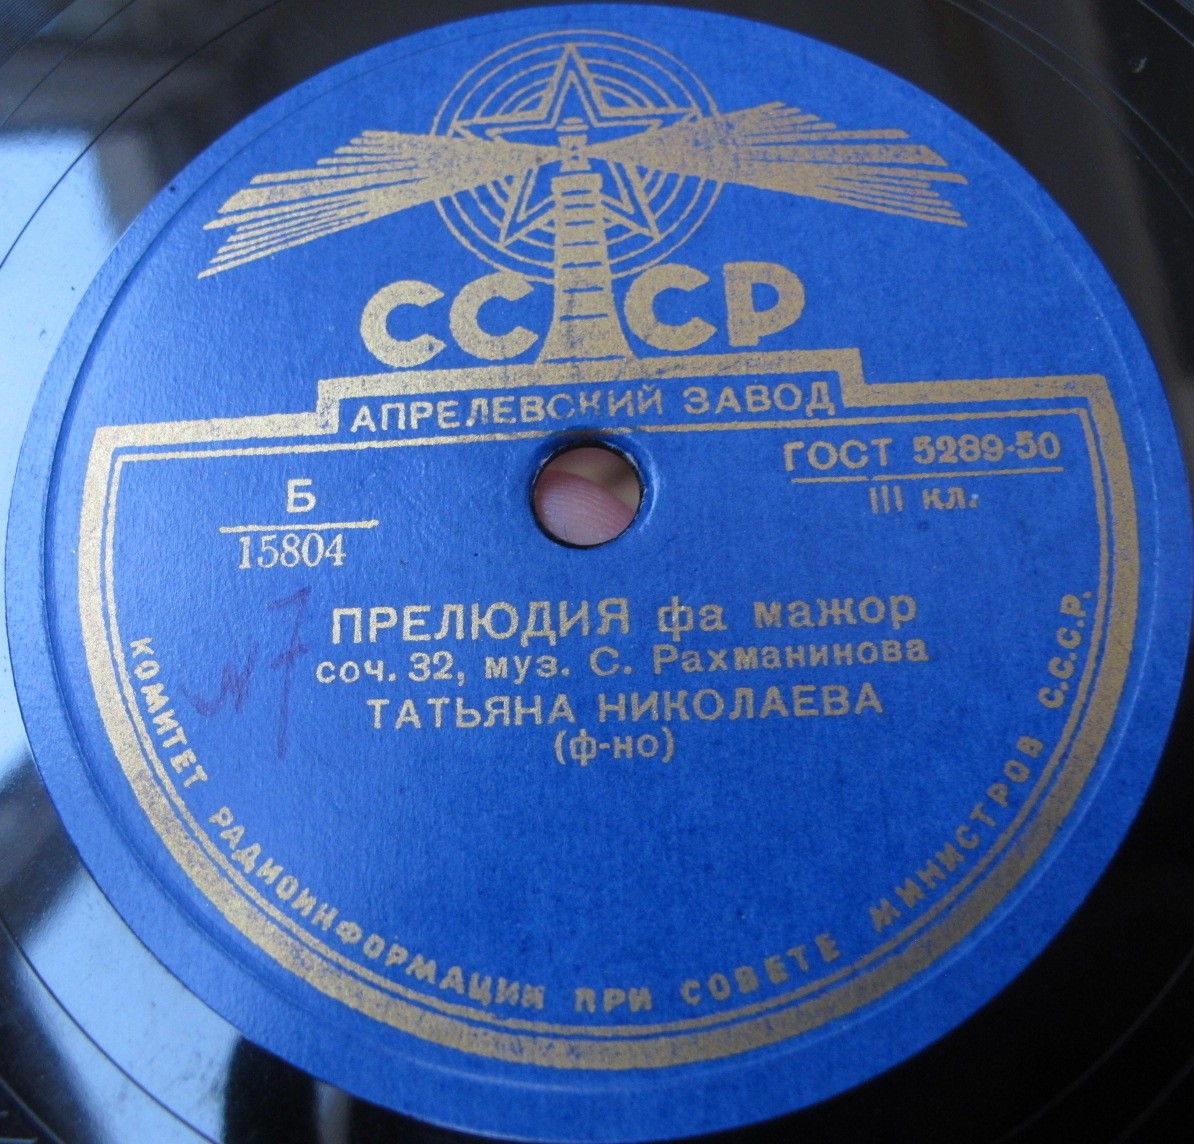 СССР
АПРЕЛЕВСКИЙ ЗАВОД
ГОСТ 5289-50
III кл.
Б
15804
№7
ПРЕЛЮДИЯ фа мажор
соч. 32, муз. С. Рахманинова
ТАТЬЯНА НИКОЛАЕВА
(ф-но)
КОМИТЕТ РАДИОИНФОРМАЦИИ ПРИ СОВЕТЕ МИНИСТРОВ С.С.С.Р.